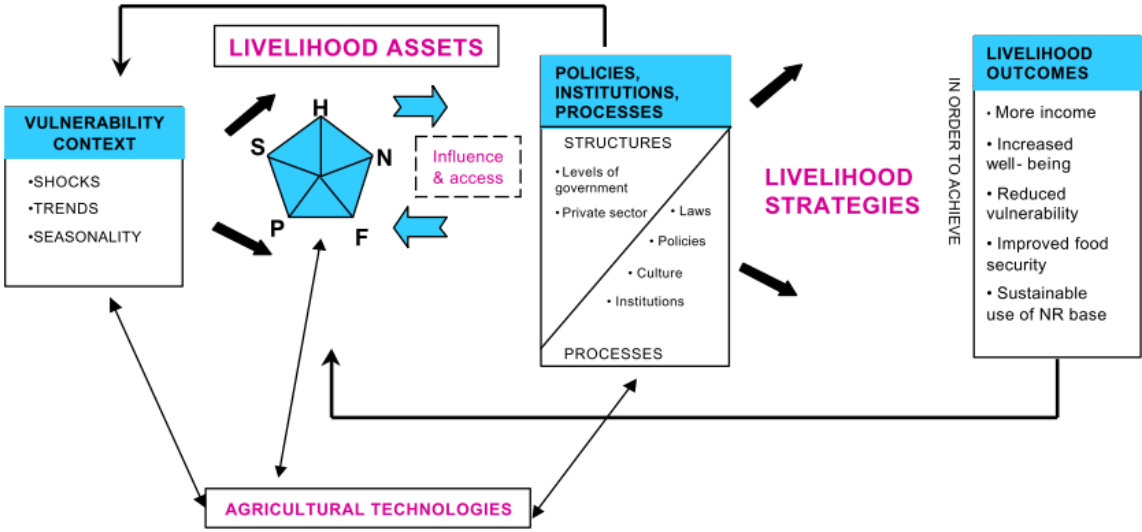 LIVELIHOOD ASSETS
VULNERABILITY
CONTEXT
•SHOCKS
•TRENDS
•SEASONALITY
H
S
N
P
F
Influence
& access
POLICIES,
INSTITUTIONS,
PROCESSES
STRUCTURES
• Levels of
government
• Private sector
• Laws
• Policies
• Culture
• Institutions
PROCESSES
LIVELIHOOD
STRATEGIES
IN ORDER TO ACHIEVE
LIVELIHOOD
OUTCOMES
• More income
• Increased
well- being
• Reduced
vulnerability
• Improved food
security
• Sustainable
use of NR base
AGRICULTURAL TECHNOLOGIES